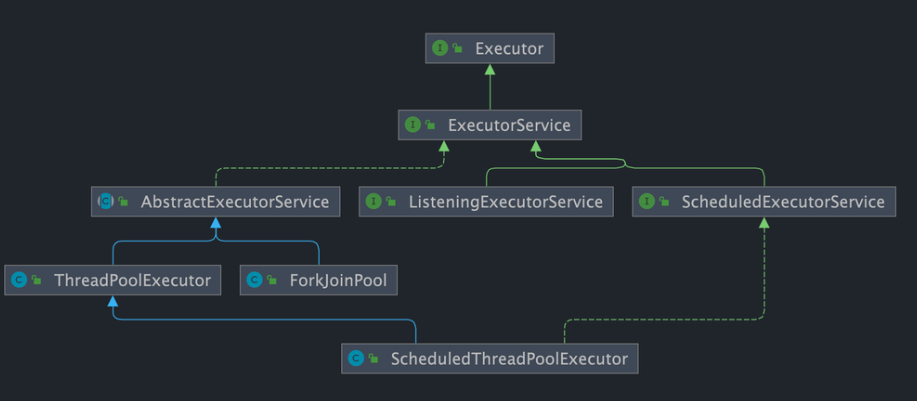 I Executor
I ExecutorService
C AbstractExecutorService
I ListeningExecutorService
I ScheduledExecutorService
C ThreadPoolExecutor
C ForkJoinPool
C ScheduledThreadPoolExecutor